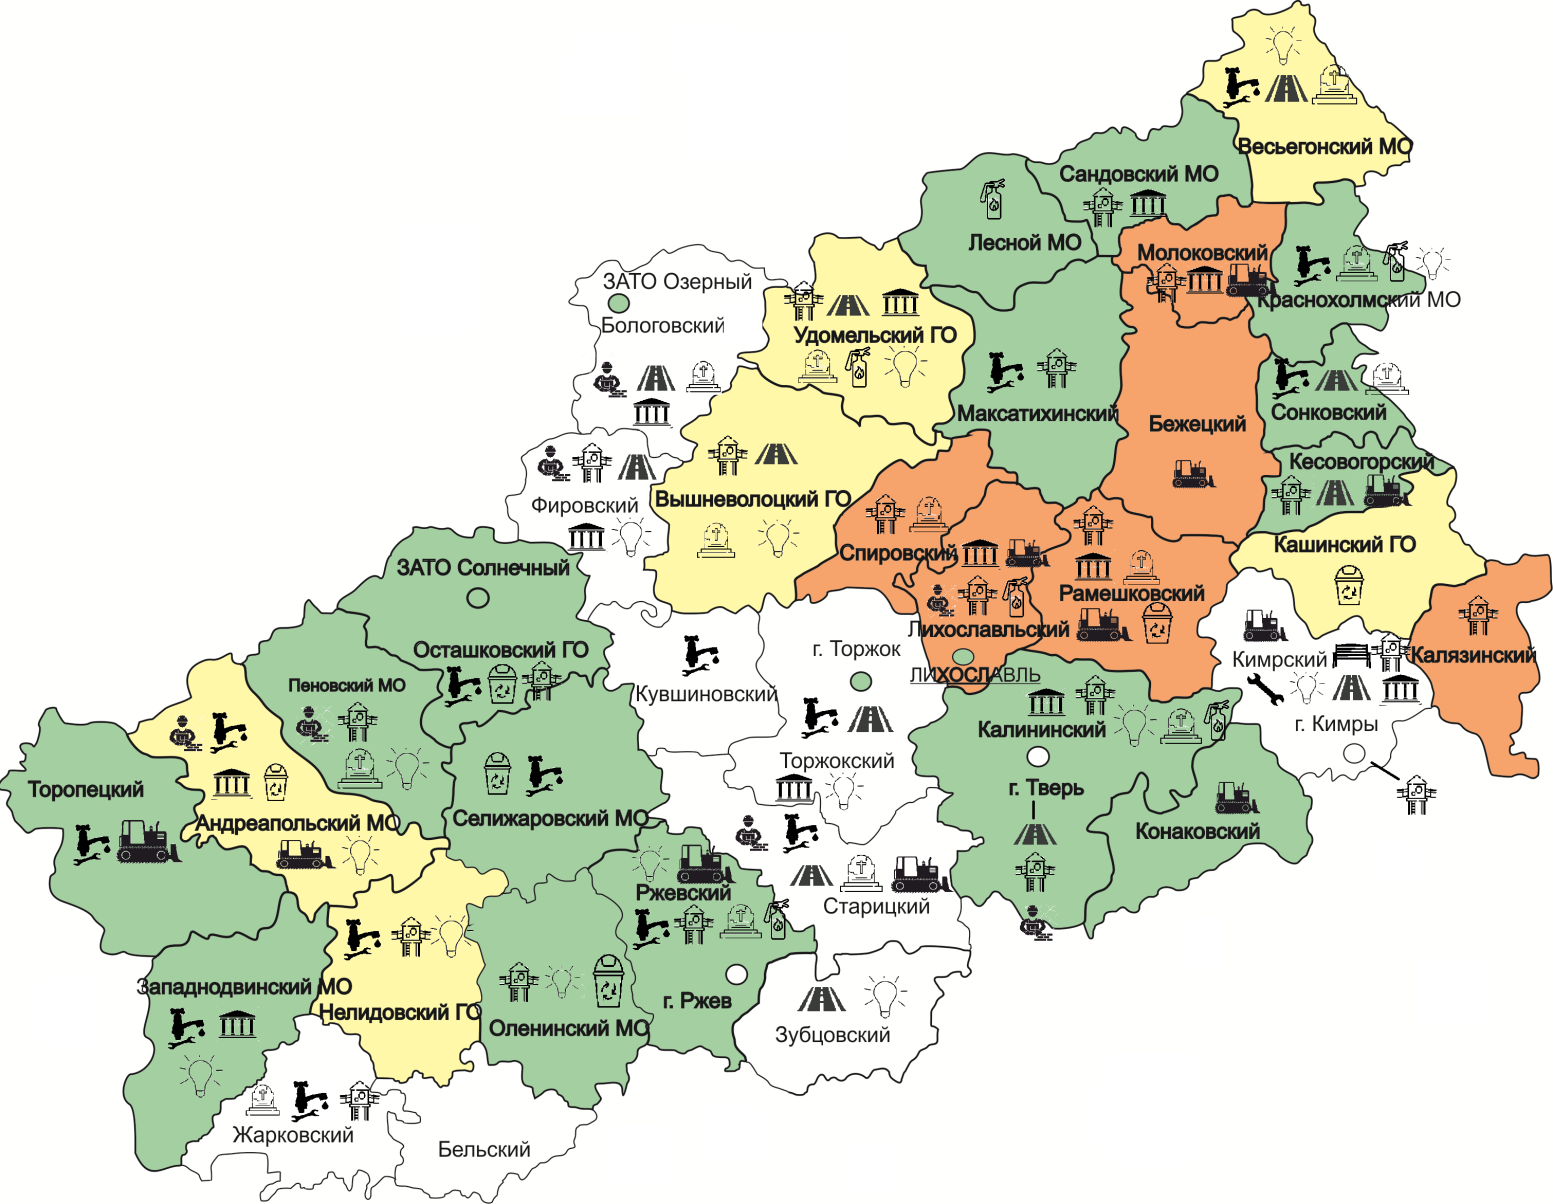 Весьегонский МО
Сандовский МО
Лесной МО
Молоковский
ЗАТО Озерный
Краснохолмский МО
Бологовский
Удомельский ГО
Максатихинский
Сонковский
Бежецкий
Кесовогорский
Вышневолоцкий ГО
Фировский
Кашинский ГО
Спировский
ЗАТО Солнечный
Рамешковский
Лихославльский
Осташковский ГО
г. Торжок
Кимрский
Калязинский
ЛИХОСЛАВЛЬ
Пеновский МО
Кувшиновский
г. Кимры
Калининский
Торжокский
г. Тверь
Торопецкий
Андреапольский МО
Селижаровский МО
Конаковский
Ржевский
Старицкий
Западнодвинский МО
г. Ржев
Нелидовский ГО
Оленинский МО
Зубцовский
Жарковский
Бельский